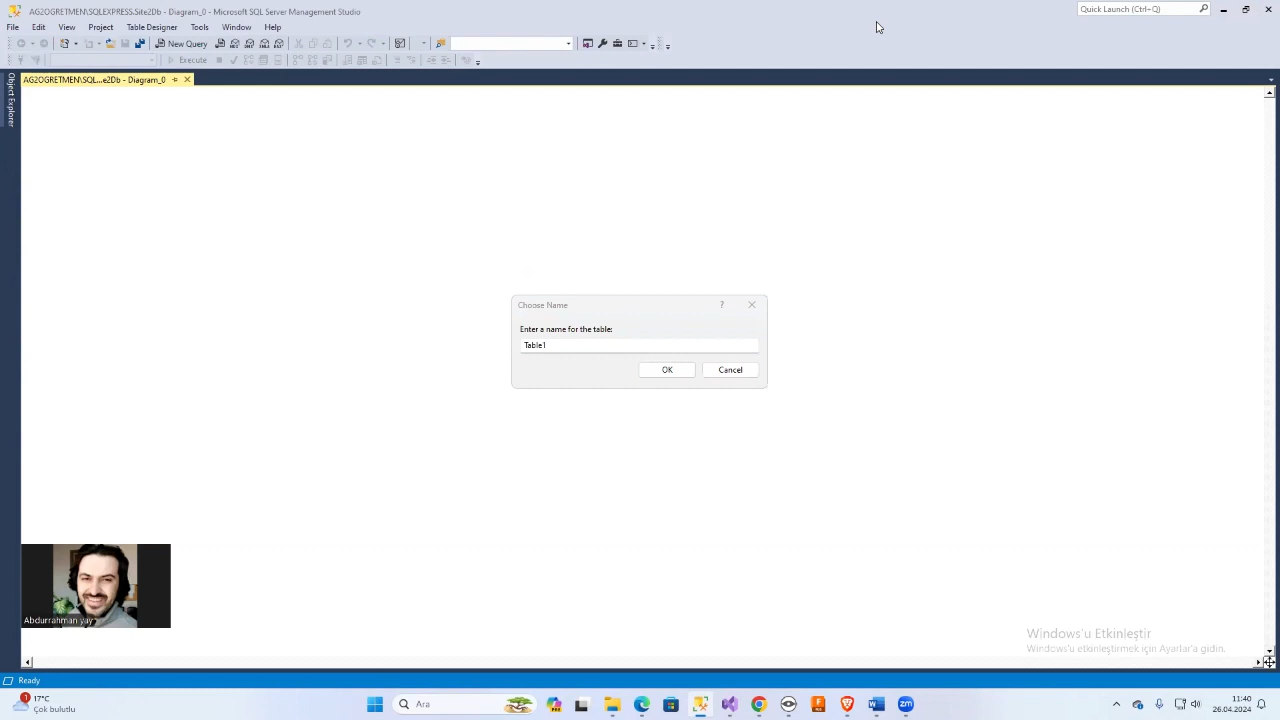 AG2OGRETMEN\SQLEXPRESS.Site2Db - Diagram_0 - Microsoft SQL Server Management Studio
Quick Launch (Ctrl+Q)
File Edit View Project Table Designer Tools Window Help
New Query
Execute
Object Explorer
AG2OGRETMEN\SQL...e2Db - Diagram_0
Choose Name
?
Enter a name for the table:
Table1
OK Cancel
Abdurrahman yay
Windows'u Etkinleştir
Windows'u etkinleştirmek için Ayarlar'a gidin.
Ready
1
17°C
Çok bulutlu
Ara
zm
11:40
26.04.2024